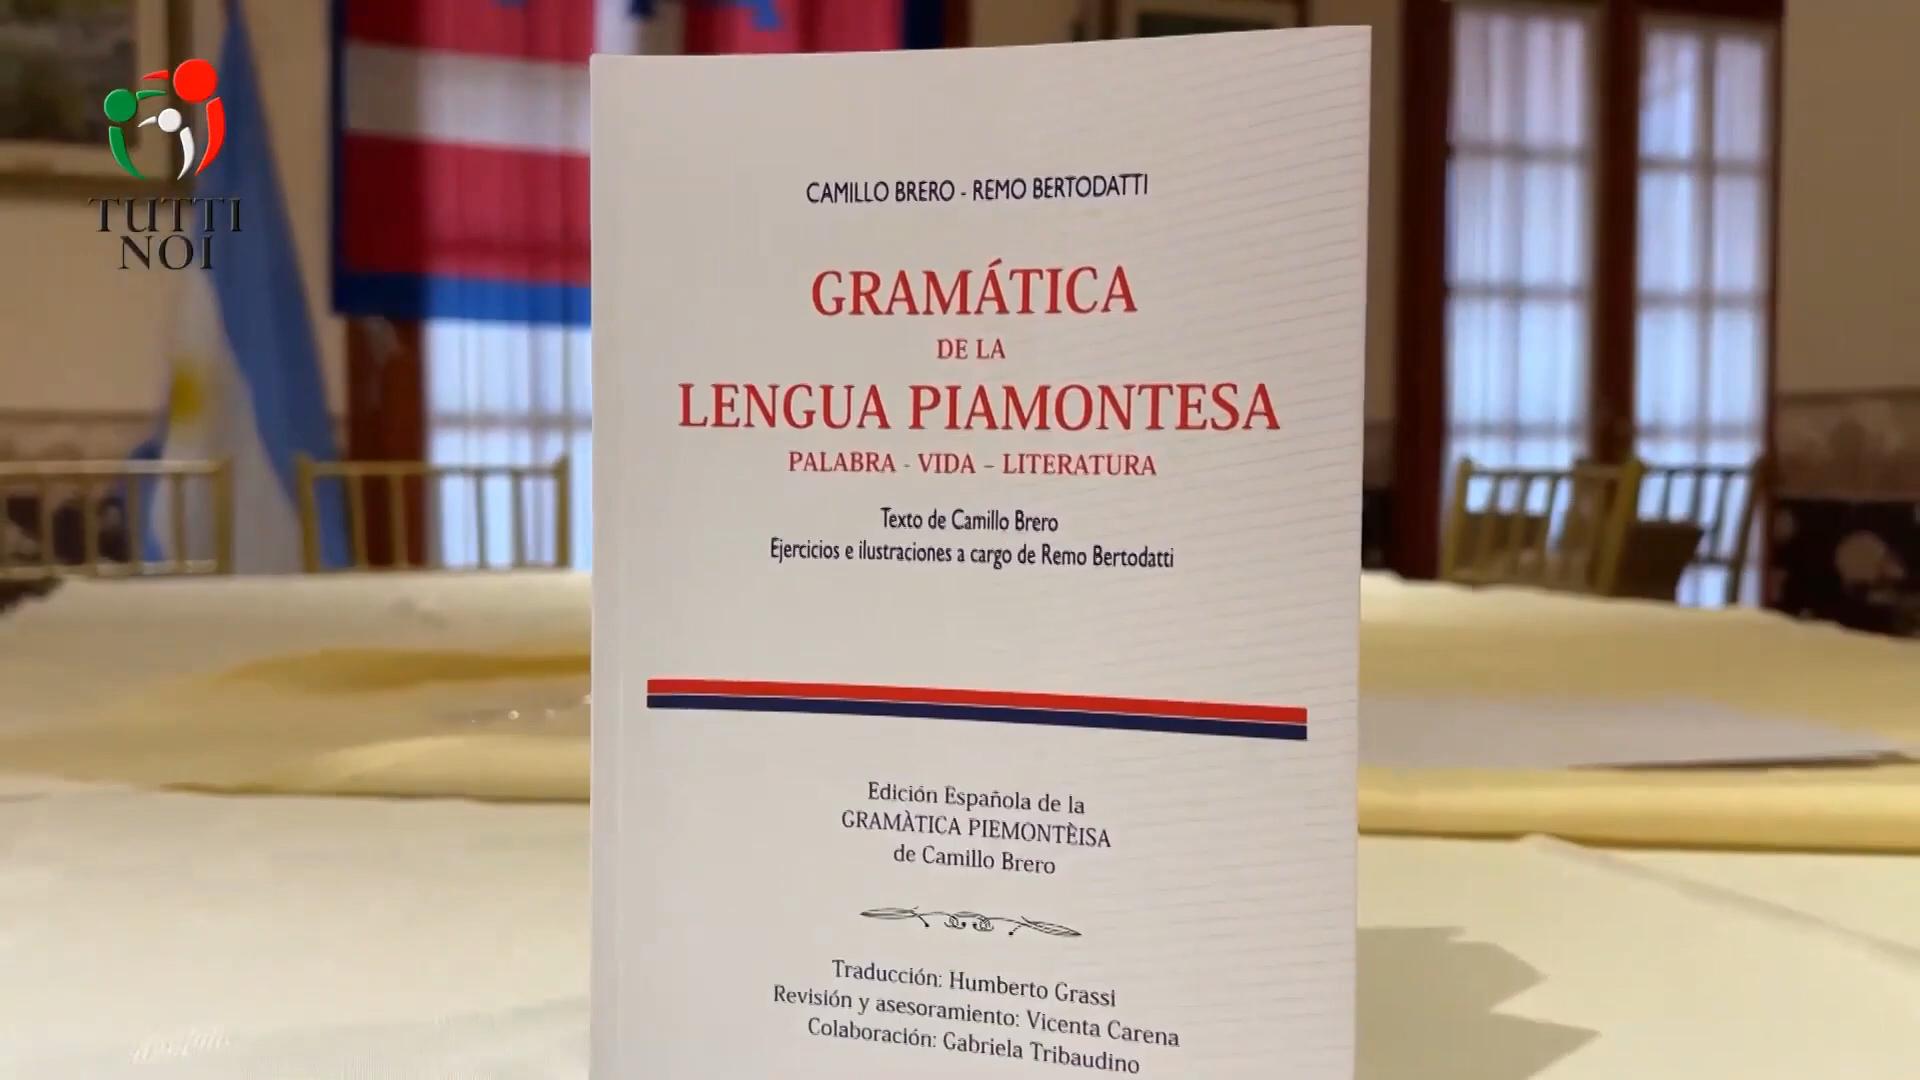 TUTTI
NOI
CAMILLO BRERO - REMO BERTODATTI
GRAMÁTICA
DE LA
LENGUA PIAMONTESA
PALABRA - VIDA - LITERATURA
Texto de Camillo Brero
Ejercicios e ilustraciones a cargo de Remo Bertodatti
Edición Española de la
GRAMÀTICA PIEMONTÈISA
de Camillo Brero
Traducción: Humberto Grassi
Revisión y asesoramiento: Vicenta Carena
Colaboración: Gabriela Tribaudino